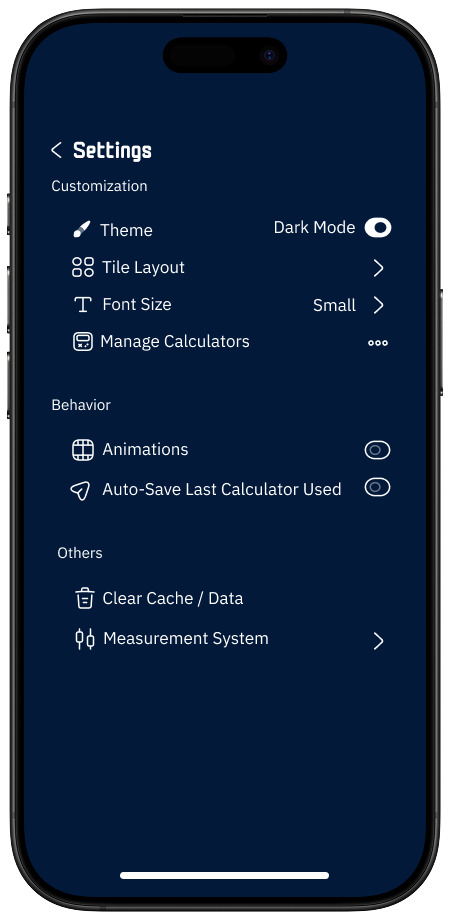 Settings
Customization
Theme Dark Mode
Tile Layout
Font Size Small
Manage Calculators
Behavior
Animations
Auto-Save Last Calculator Used
Others
Clear Cache / Data
Measurement System